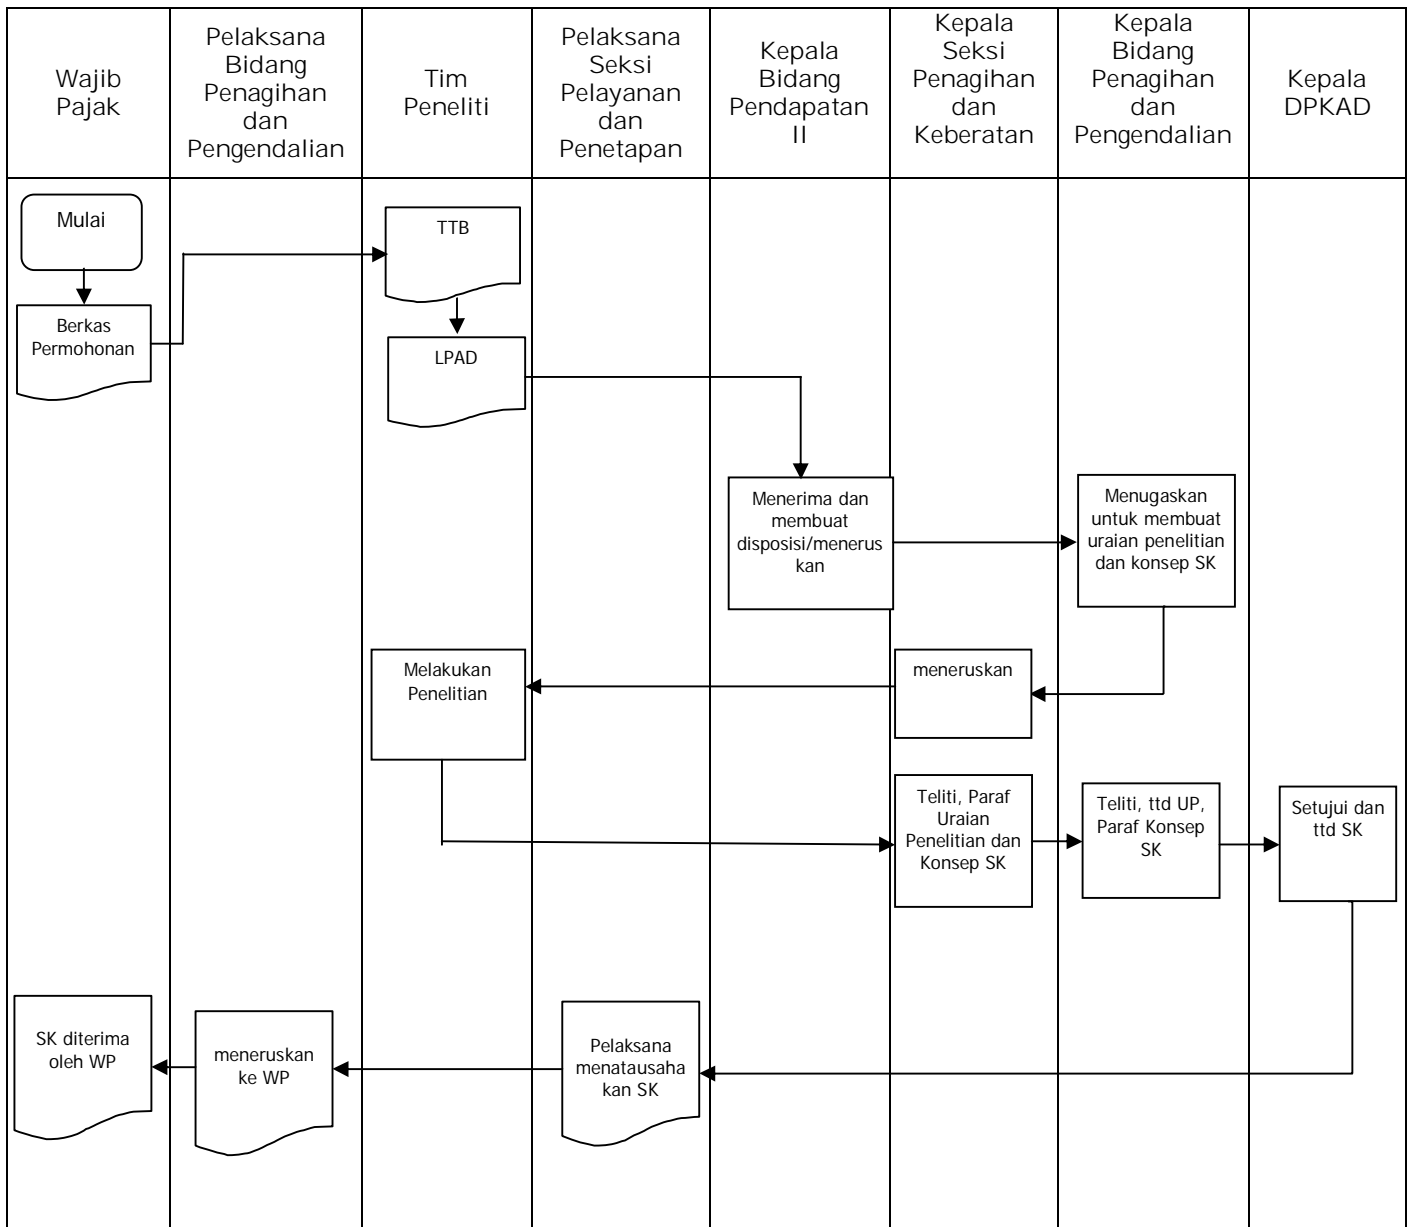 Wajib
Pajak
Pelaksana
Bidang
Penagihan
dan
Pengendalian
Tim
Peneliti
Pelaksana
Seksi
Pelayanan
dan
Penetapan
Kepala
Bidang
Pendapatan
II
Kepala
Seksi
Penagihan
dan
Keberatan
Kepala
Bidang
Penagihan
dan
Pengendalian
Kepala
DPKAD
Mulai
Berkas
Permohonan
TTB
LPAD
Menerima dan
membuat
disposisi/menerus
kan
Menugaskan
untuk membuat
uraian penelitian
dan konsep SK
meneruskan
Melakukan
Penelitian
Teliti, Paraf
Uraian
Penelitian dan
Konsep SK
Teliti, ttd UP,
Paraf Konsep
SK
Setujui dan
ttd SK
Pelaksana
menatausaha
kan SK
meneruskan
ke WP
SK diterima
oleh WP